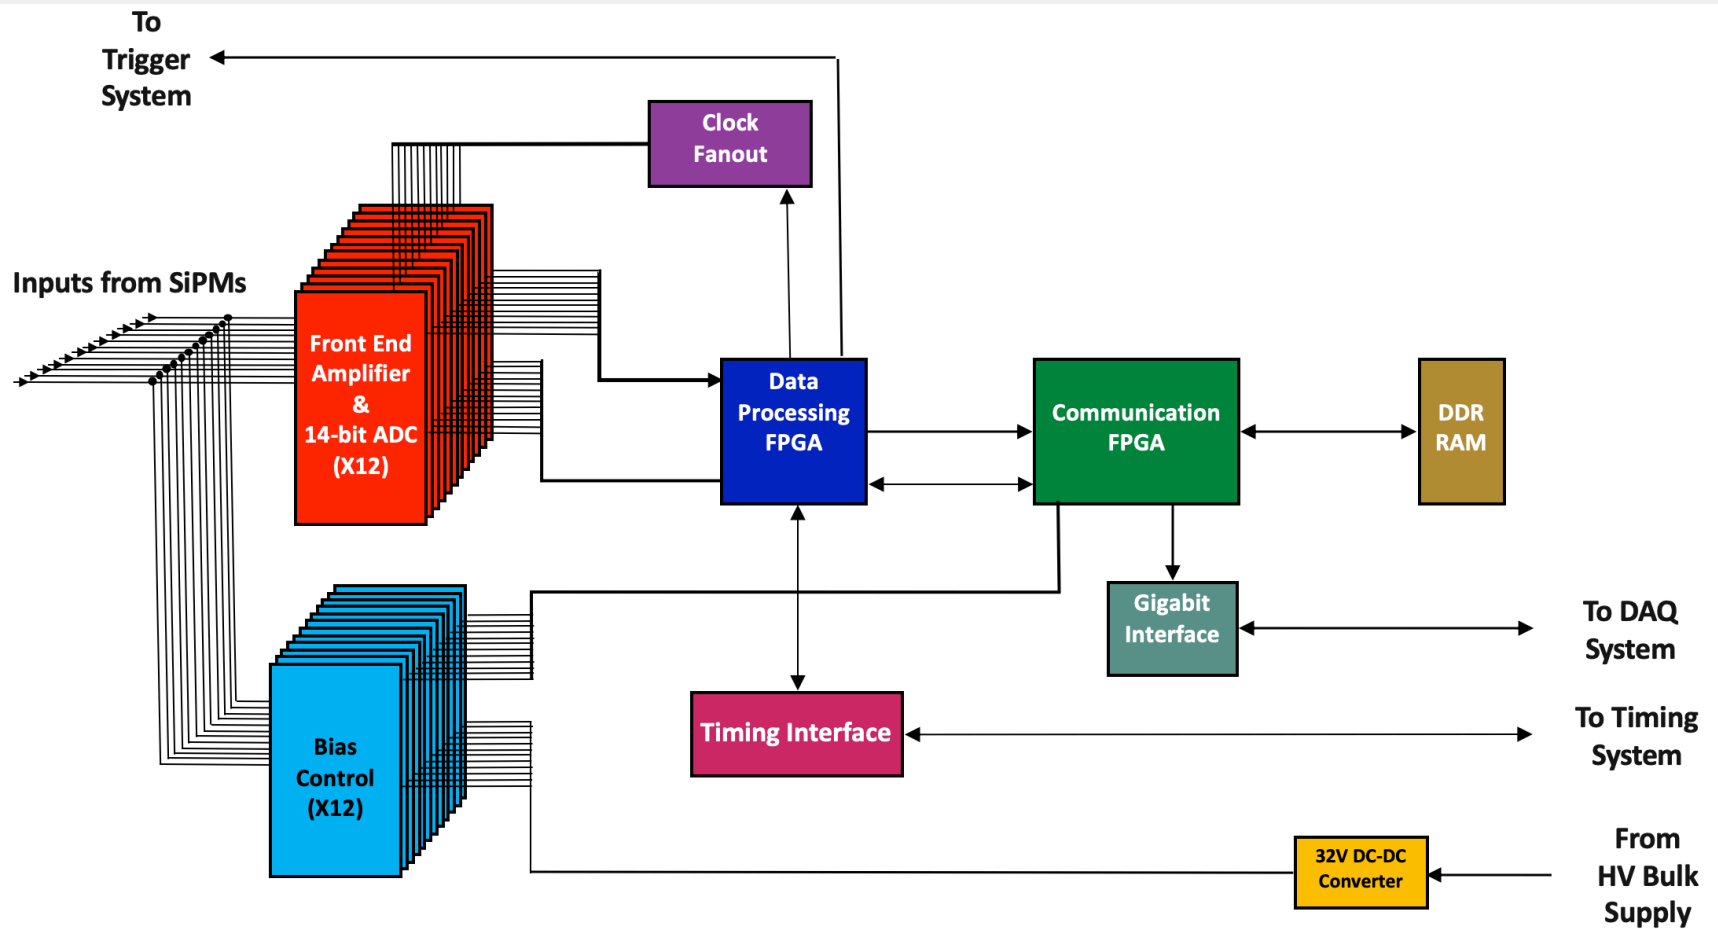 To
Trigger
System
Clock
Fanout
Inputs from SiPMs
Front End
Amplifier
&
14-bit ADC
(X12)
Data
Processing
FPGA
Communication
FPGA
DDR
RAM
Gigabit
Interface
To DAQ
System
Timing Interface
To Timing
System
Bias
Control
(X12)
32V DC-DC
Converter
From
HV Bulk
Supply